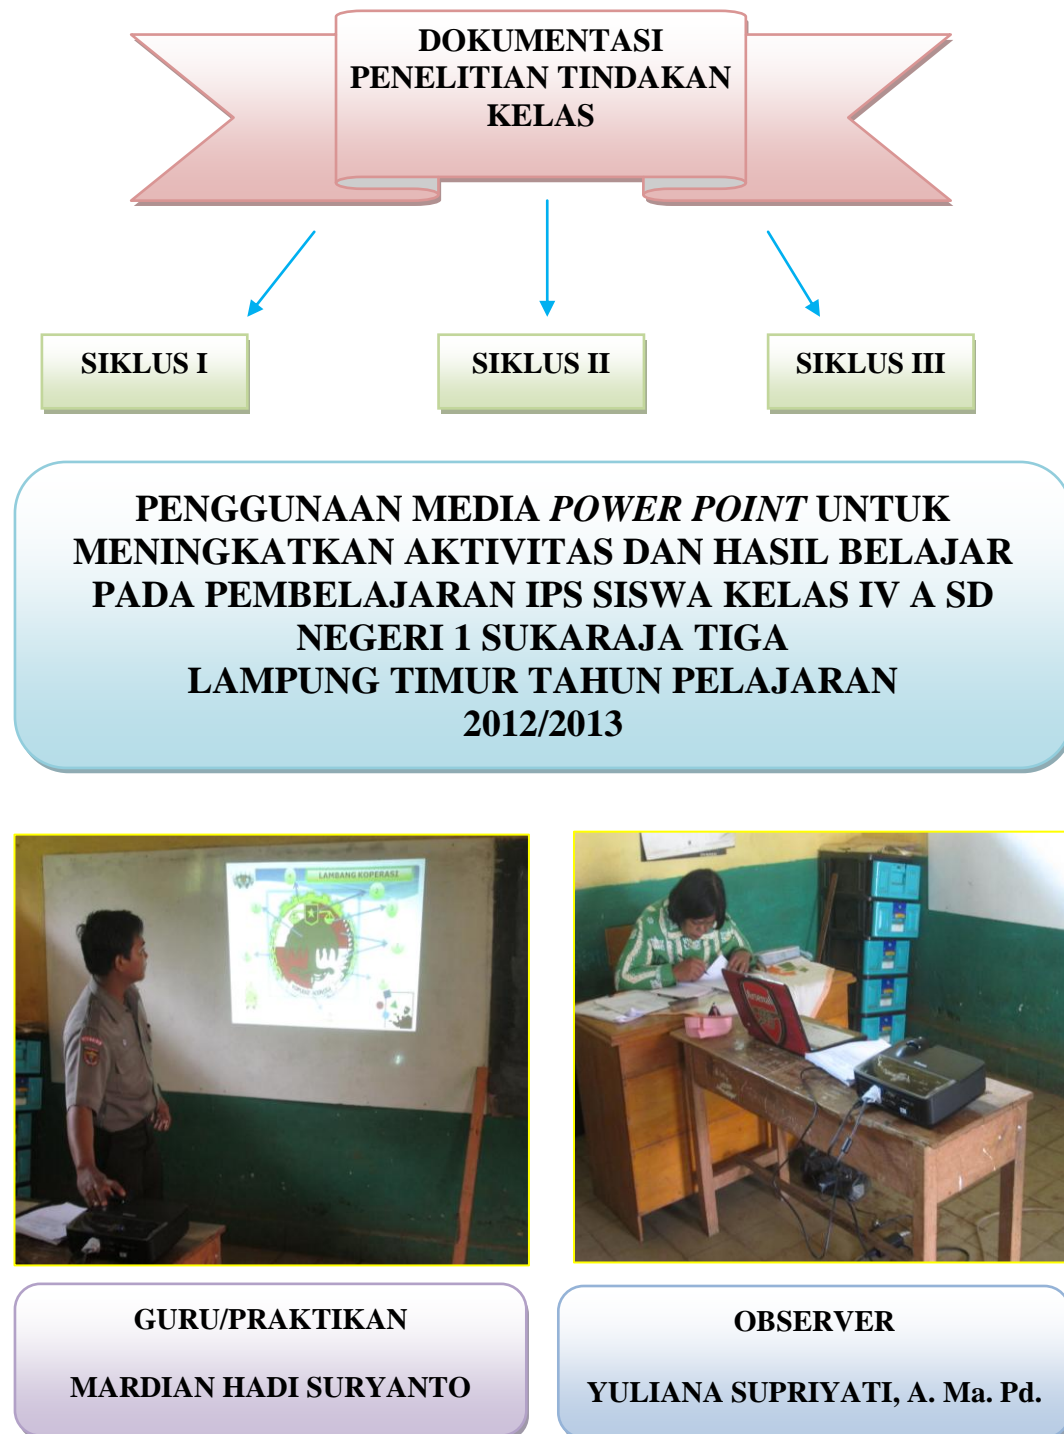 DOKUMENTASI
PENELITIAN TINDAKAN
KELAS
SIKLUS I
SIKLUS II
SIKLUS III
PENGGUNAAN MEDIA POWER POINT UNTUK
MENINGKATKAN AKTIVITAS DAN HASIL BELAJAR
PADA PEMBELAJARAN IPS SISWA KELAS IV A SD
NEGERI 1 SUKARAJA TIGA
LAMPUNG TIMUR TAHUN PELAJARAN
2012/2013
LAMBANG KOPERASI
Arsenal
GURU/PRAKTIKAN
MARDIAN HADI SURYANTO
OBSERVER
YULIANA SUPRIYATI, A. Ma. Pd.